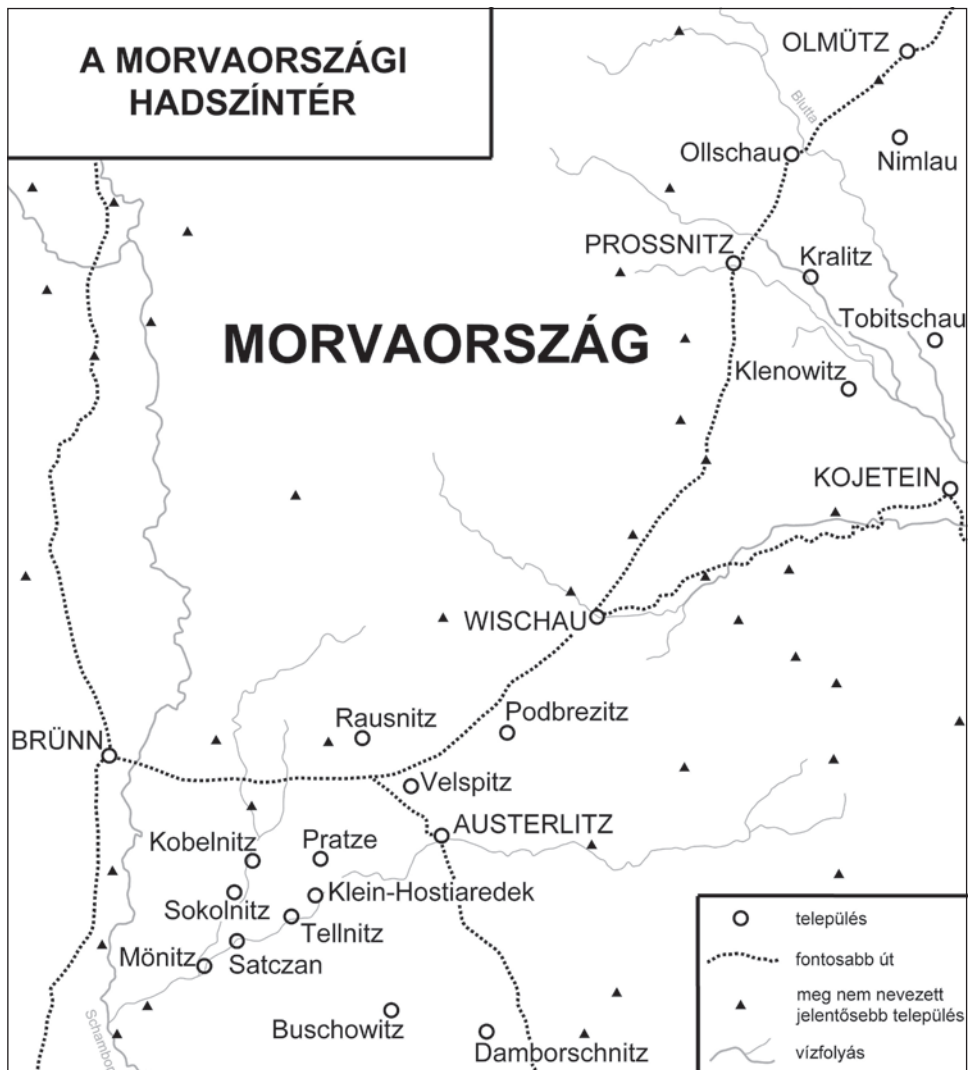 A MORVAORSZÁGI
HADSZÍNTÉR
OLMÜTZ
Blutta
Ollschau
Nimlau
PROSSNITZ
Kralitz
Tobitschau
MORVAORSZÁG
Klenowitz
KOJETEIN
WISCHAU
Rausnitz
Podbrezitz
BRÜNN
Velspitz
AUSTERLITZ
Kobelnitz
Pratze
Klein-Hostiaredek
Sokolnitz
Tellnitz
Mönitz
Satczan
Buschowitz
Damborschnitz
település
fontosabb út
meg nem nevezett
jelentősebb település
vízfolyás